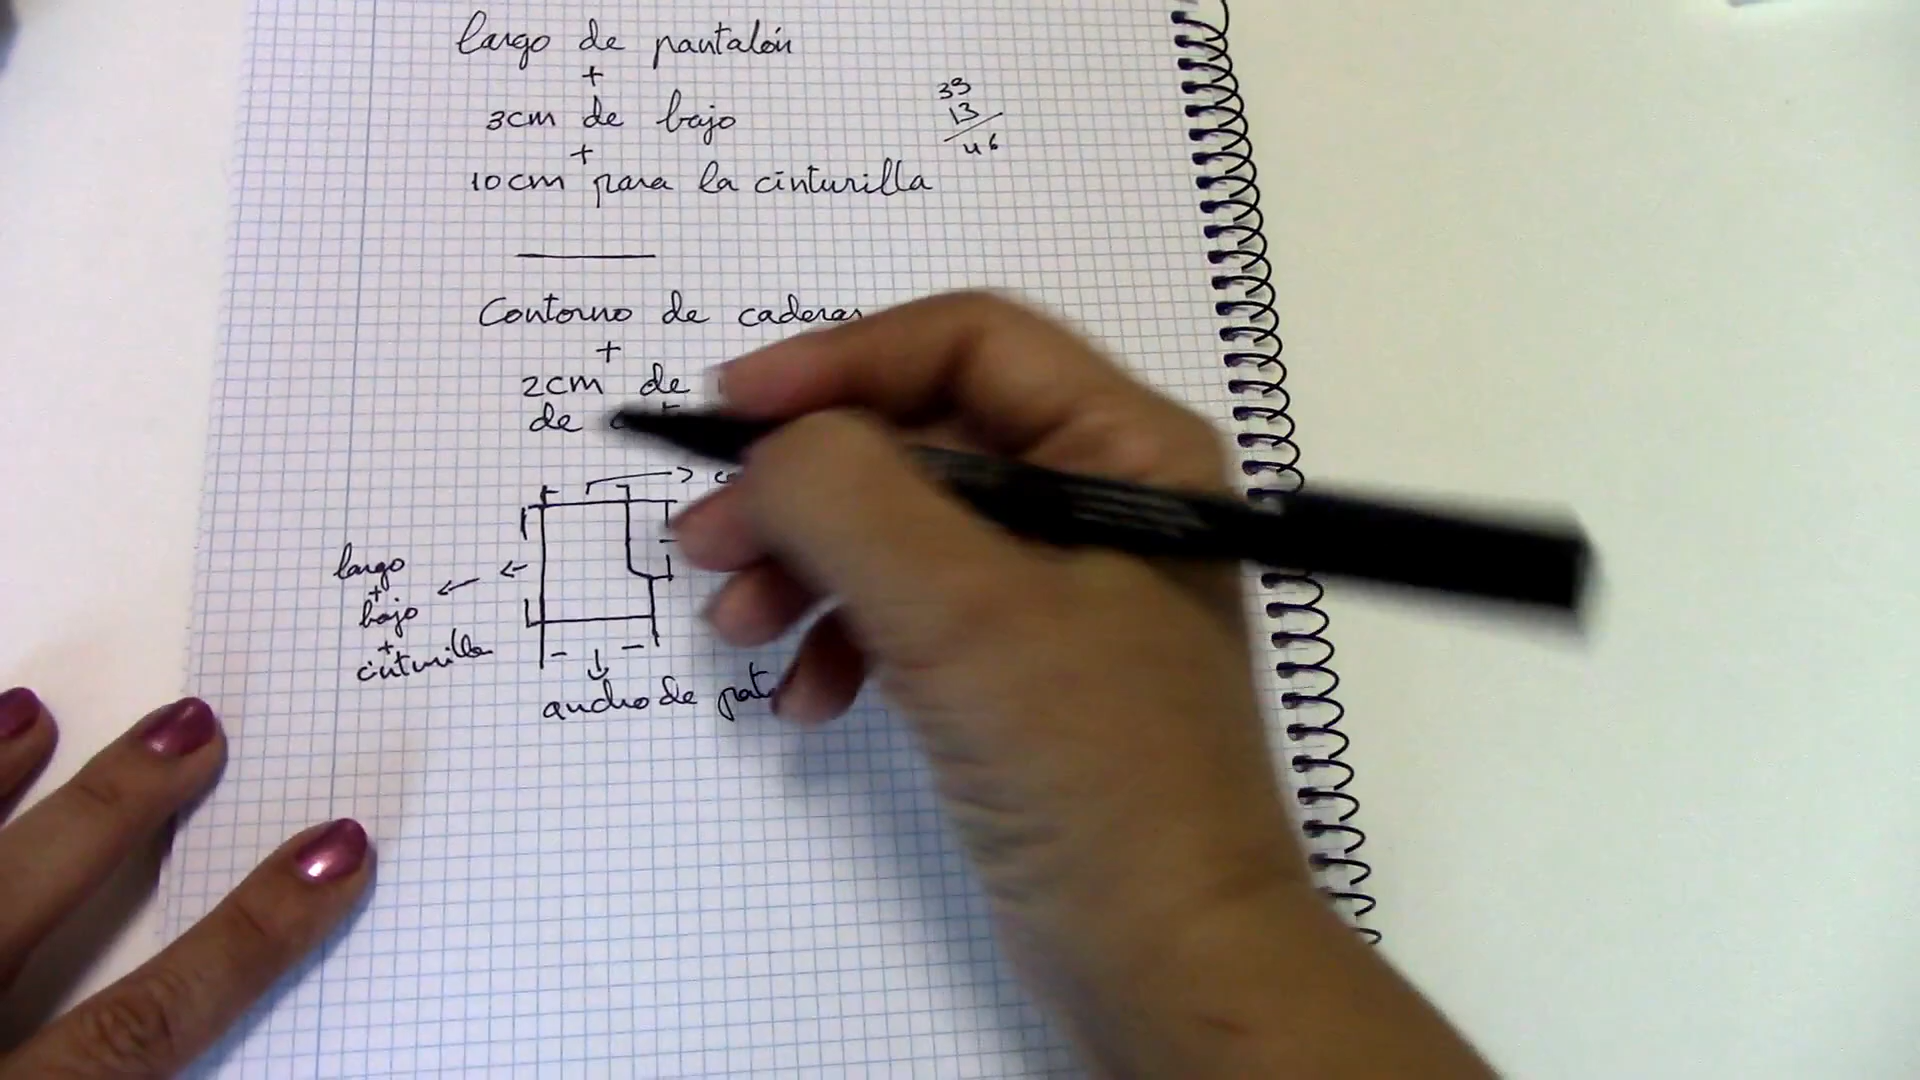 largo de pantalón
+
3cm de bajo
+
10cm para la cinturilla
33
13
46
Contorno de caderas
+
2cm de
de
largo
+
bajo
+
cinturilla
ancho de